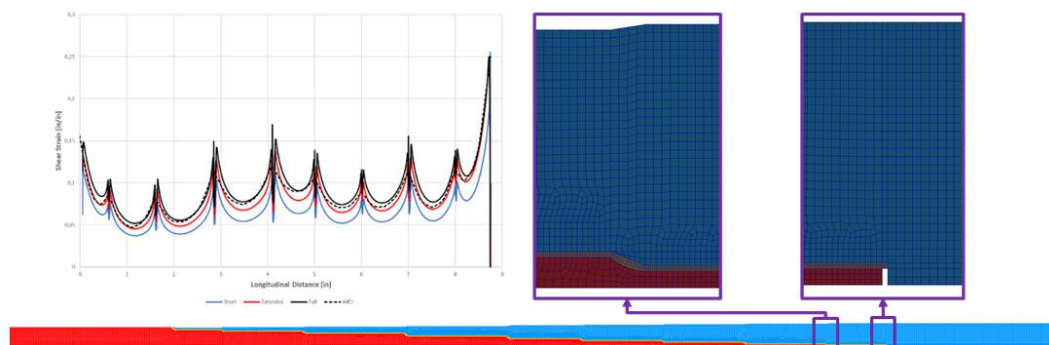 0,3
0,25
0,2
0,15
0,1
0,05
0
Shear Strain [in/in]
0 1 2 3 4 5 6 7 8 9
Longitudinal Distance [in]
Short Extended Full A4EJ